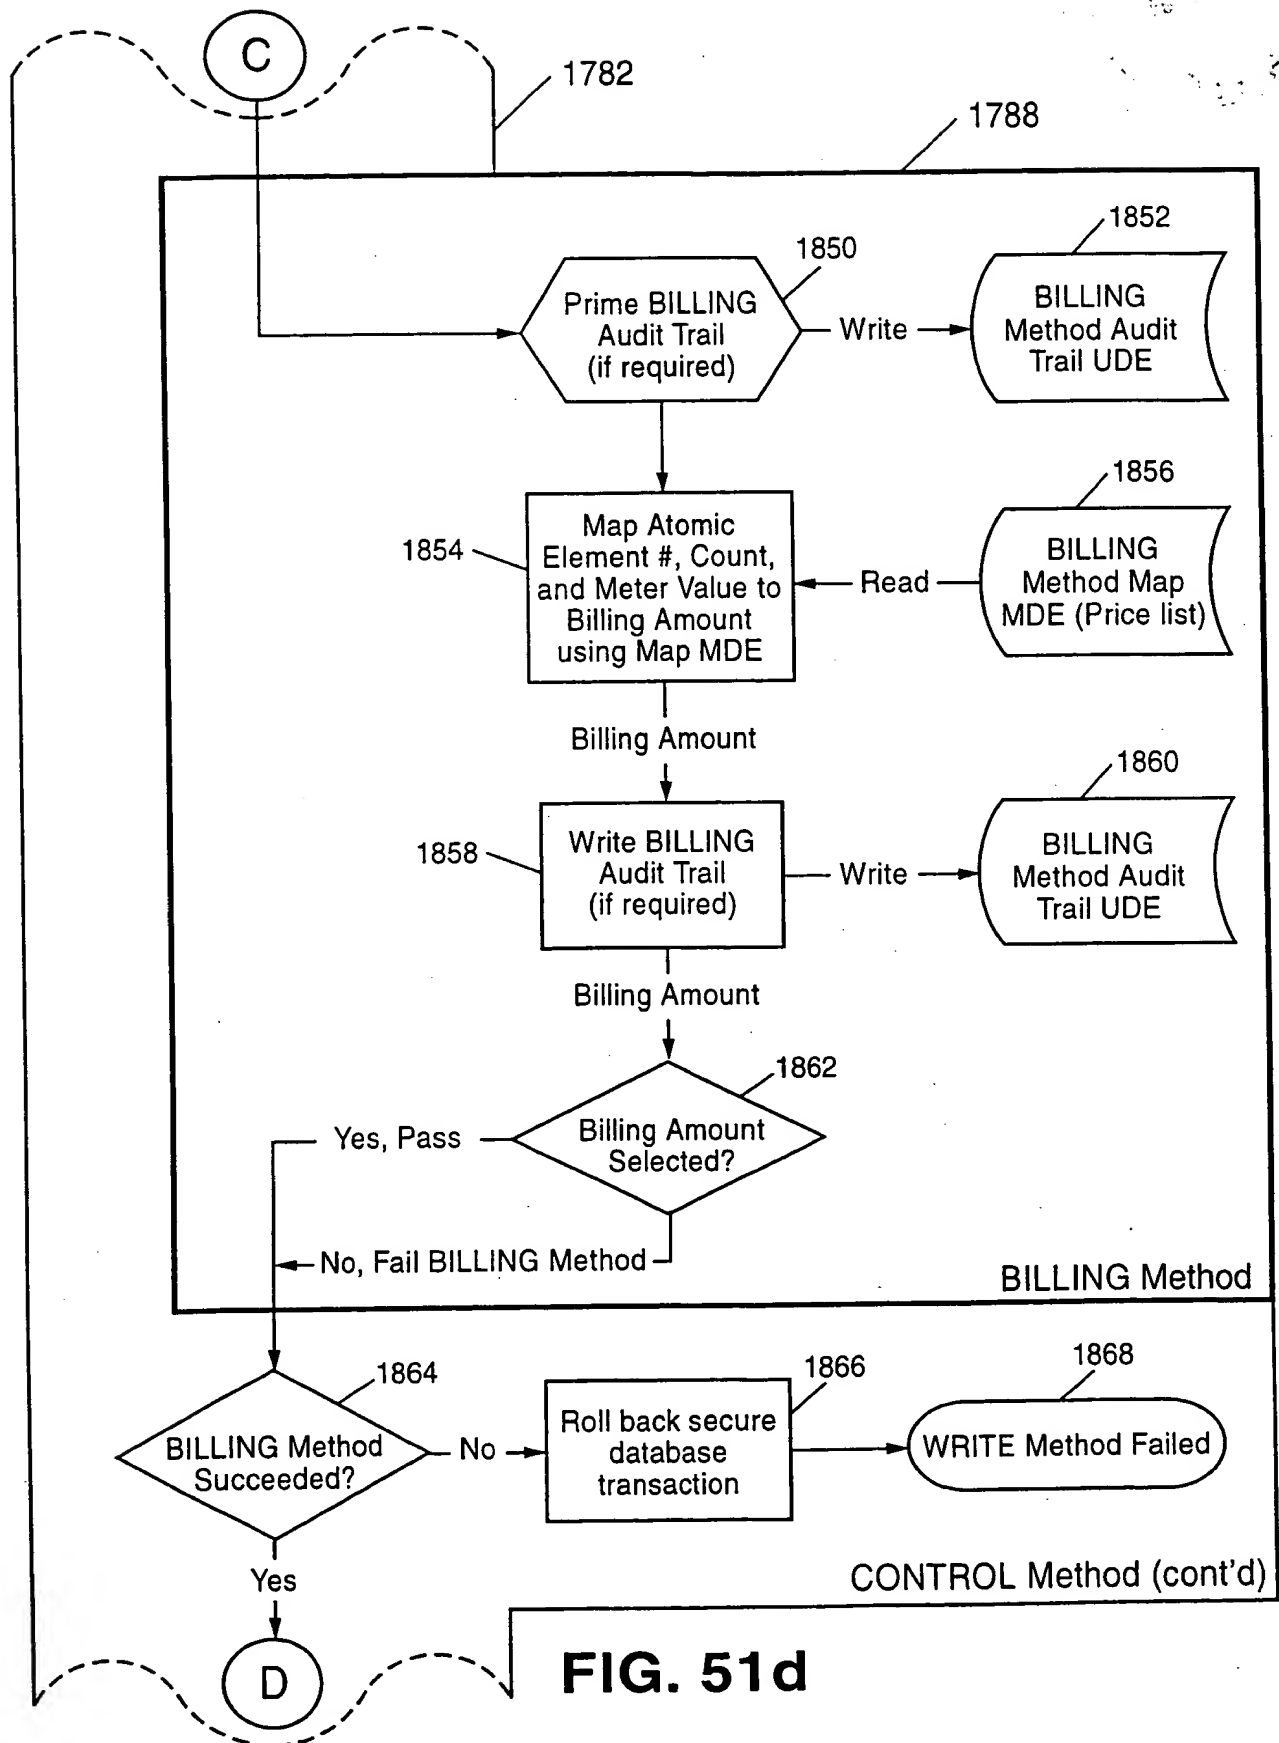 C
1782
1788
1852
1850
Prime BILLING
Audit Trail
(if required)
Write
BILLING
Method Audit
Trail UDE
1856
1854
Map Atomic
Element #, Count,
and Meter Value to
Billing Amount
using Map MDE
Read
BILLING
Method Map
MDE (Price list)
Billing Amount
1860
1858
Write BILLING
Audit Trail
(if required)
Write
BILLING
Method Audit
Trail UDE
Billing Amount
1862
Yes, Pass
Billing Amount
Selected?
No, Fail BILLING Method
BILLING Method
1864
1866
1868
BILLING Method
Succeeded?
No
Roll back secure
database
transaction
WRITE Method Failed
Yes
CONTROL Method (cont'd)
D
FIG. 51d